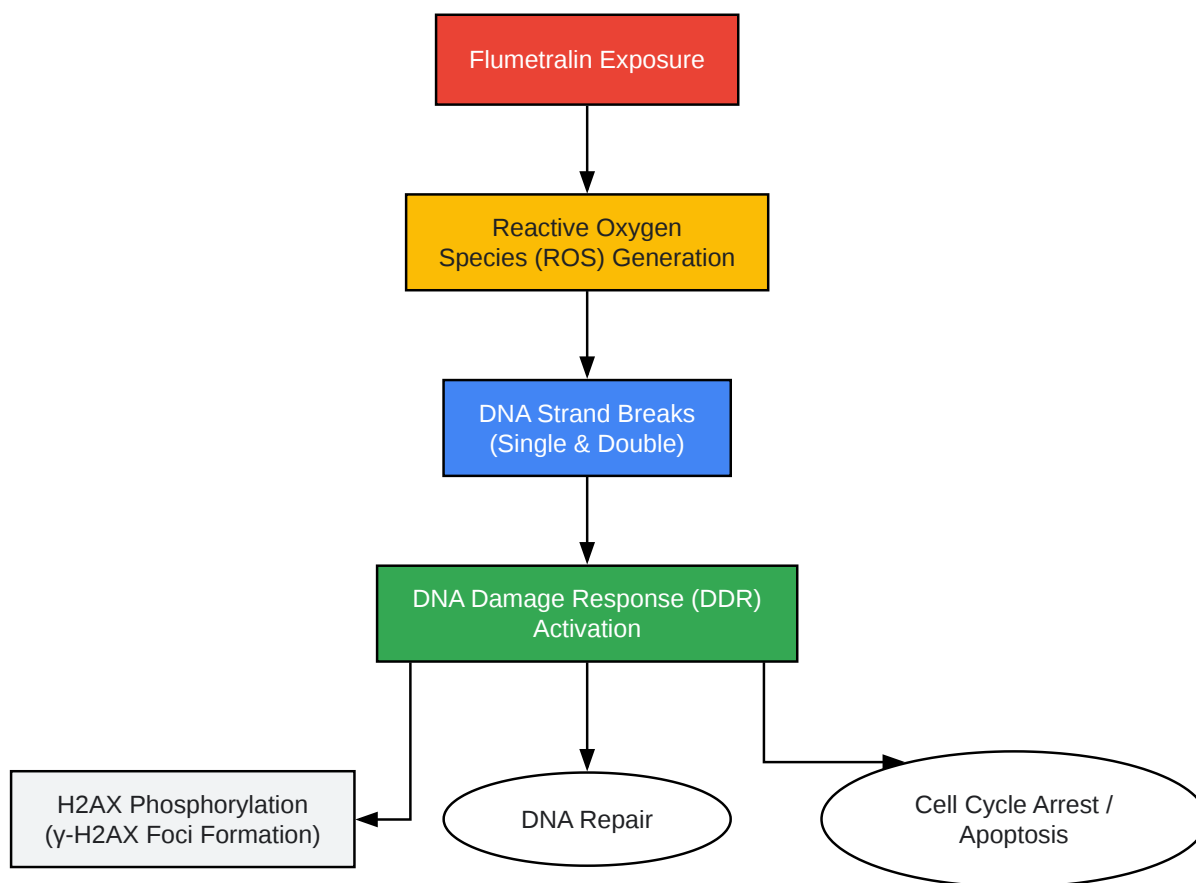 Flumetralin Exposure
Reactive Oxygen
Species (ROS) Generation
DNA Strand Breaks
(Single & Double)
DNA Damage Response (DDR)
Activation
H2AX Phosphorylation
(γ-H2AX Foci Formation)
DNA Repair
Cell Cycle Arrest /
Apoptosis